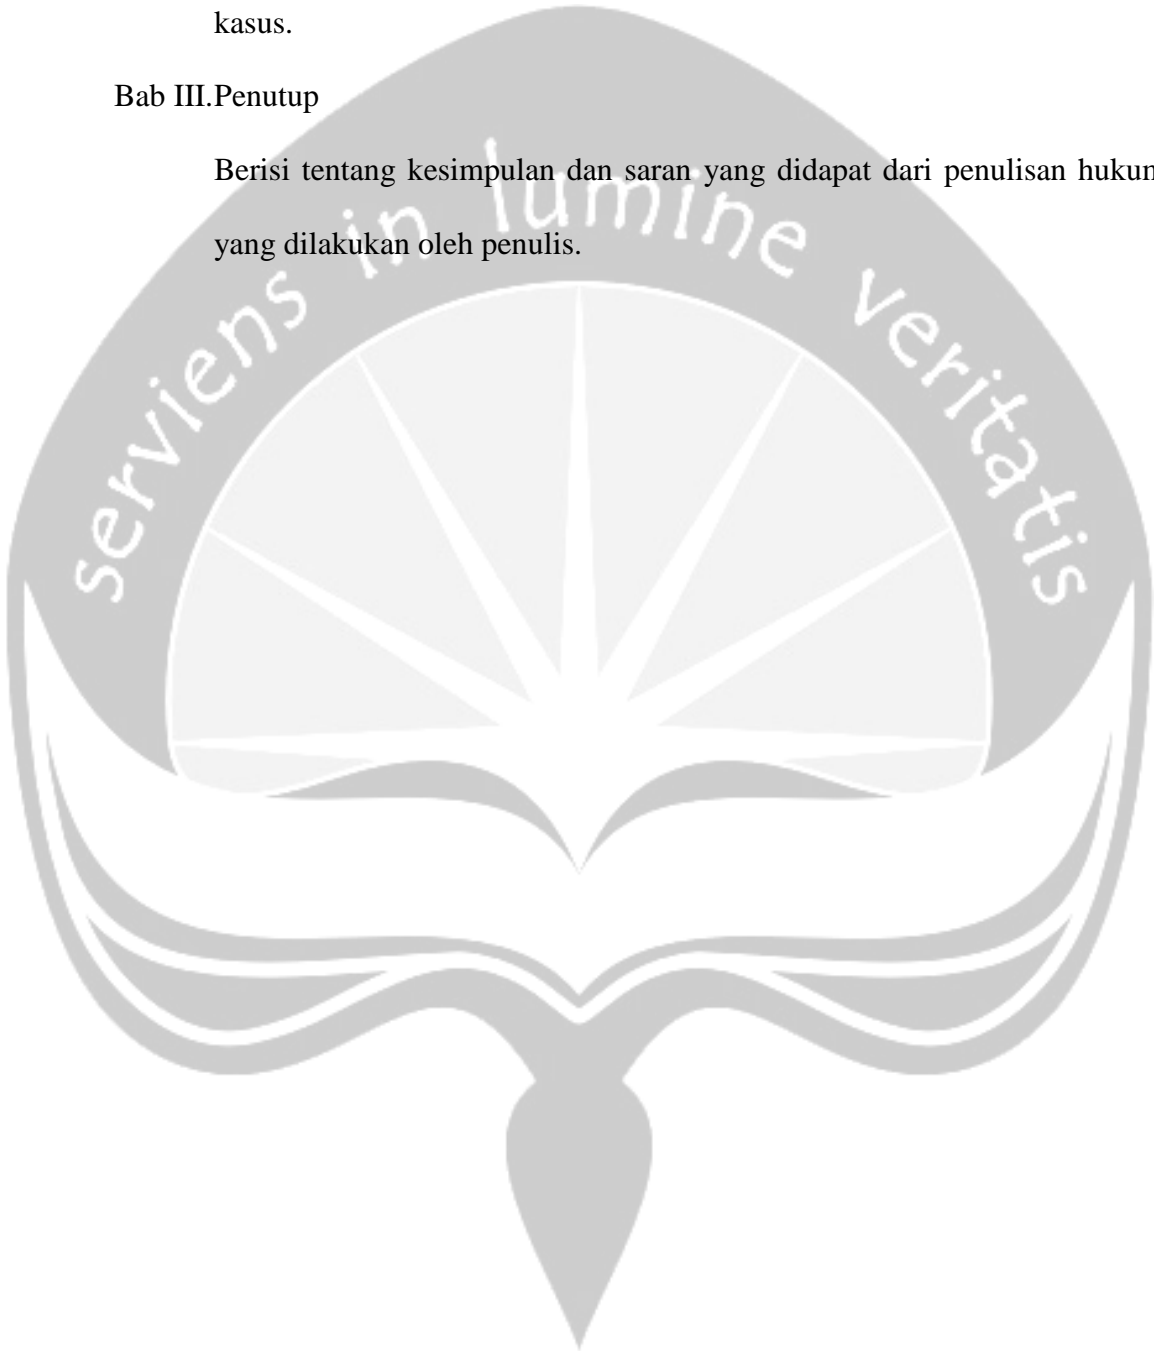 kasus.
Bab III.Penutup
Berisi tentang kesimpulan dan saran yang didapat dari penulisan hukum
yang dilakukan oleh penulis.
serviens in lumine veritatis